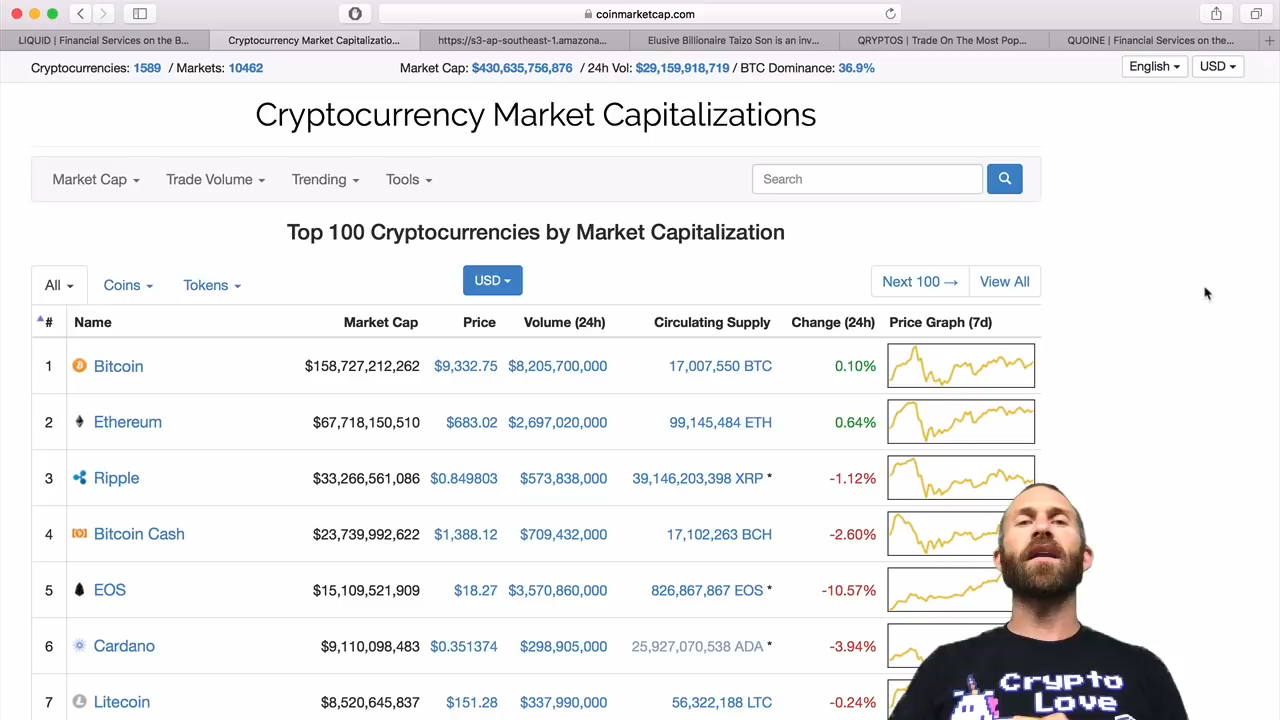 coinmarketcap.com
LIQUID | Financial Services on the B...
Cryptocurrency Market Capitalizatio...
https://s3-ap-southeast-1.amazona...
Elusive Billionaire Taizo Son is an inv...
QRYPTOS | Trade On The Most Pop...
QUOINE | Financial Services on the...
Cryptocurrencies: 1589 / Markets: 10462
Market Cap: $430,635,756,876 / 24h Vol: $29,159,918,719 / BTC Dominance: 36.9%
English
USD
Cryptocurrency Market Capitalizations
Market Cap
Trade Volume
Trending
Tools
Search
Top 100 Cryptocurrencies by Market Capitalization
All
Coins
Tokens
USD
Next 100 →
View All
# Name Market Cap Price Volume (24h) Circulating Supply Change (24h) Price Graph (7d)
1 Bitcoin $158,727,212,262 $9,332.75 $8,205,700,000 17,007,550 BTC 0.10%
2 Ethereum $67,718,150,510 $683.02 $2,697,020,000 99,145,484 ETH 0.64%
3 Ripple $33,266,561,086 $0.849803 $573,838,000 39,146,203,398 XRP * -1.12%
4 Bitcoin Cash $23,739,992,622 $1,388.12 $709,432,000 17,102,263 BCH -2.60%
5 EOS $15,109,521,909 $18.27 $3,570,860,000 826,867,867 EOS * -10.57%
6 Cardano $9,110,098,483 $0.351374 $298,905,000 25,927,070,538 ADA * -3.94%
7 Litecoin $8,520,645,837 $151.28 $337,990,000 56,322,188 LTC -0.24%
Crypto
Love